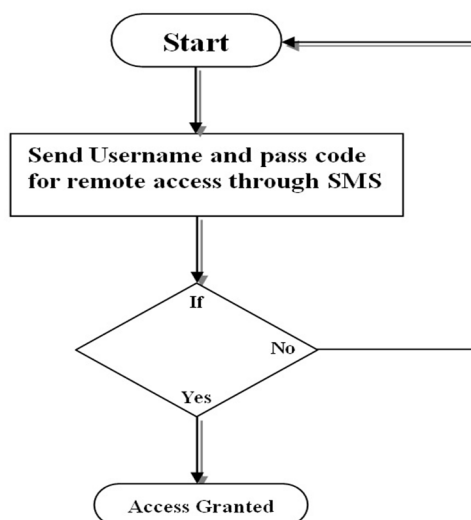 Start
Send Username and pass code
for remote access through SMS
If
No
Yes
Access Granted